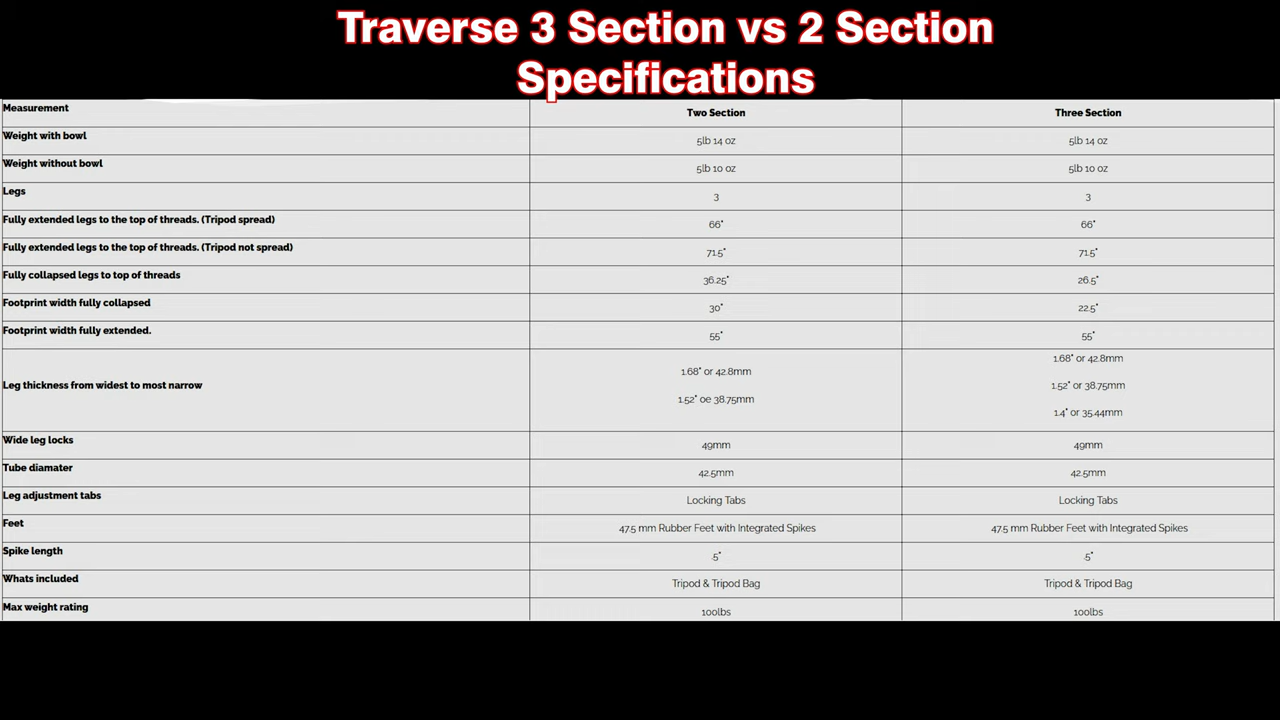 Traverse 3 Section vs 2 Section
Specifications
Measurement Two Section Three Section
Weight with bowl 5lb 14 oz 5lb 14 oz
Weight without bowl 5lb 10 oz 5lb 10 oz
Legs 3 3
Fully extended legs to the top of threads. (Tripod spread) 66" 66"
Fully extended legs to the top of threads. (Tripod not spread) 71.5" 71.5"
Fully collapsed legs to top of threads 36.25" 26.5"
Footprint width fully collapsed 30" 22.5"
Footprint width fully extended. 55" 55"
Leg thickness from widest to most narrow
1.68" or 42.8mm
1.52" oe 38.75mm
1.68" or 42.8mm
1.52" or 38.75mm
1.4" or 35.44mm
Wide leg locks 49mm 49mm
Tube diamater 42.5mm 42.5mm
Leg adjustment tabs Locking Tabs Locking Tabs
Feet 47.5 mm Rubber Feet with Integrated Spikes 47.5 mm Rubber Feet with Integrated Spikes
Spike length .5" .5"
Whats included Tripod & Tripod Bag Tripod & Tripod Bag
Max weight rating 100lbs 100lbs